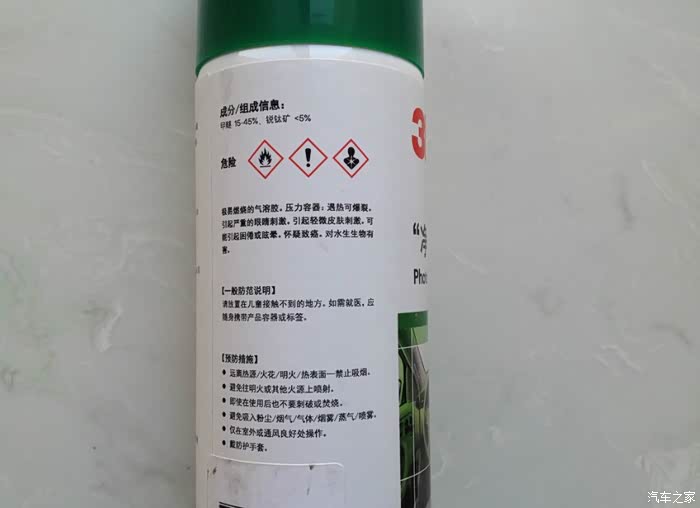 成分/组成信息：
甲醚 15-45%、锐钛矿 <5%
危险
极易燃烧的气溶胶。压力容器：遇热可爆裂。
引起严重的眼睛刺激。引起轻微皮肤刺激。可
能引起困倦或眩晕。怀疑致癌。对水生生物有
害。
【一般防范说明】
请放置在儿童接触不到的地方。如需就医，应
随身携带产品容器或标签。
【预防措施】
● 远离热源/火花/明火/热表面—禁止吸烟。
● 避免往明火或其他火源上喷射。
● 即使在使用后也不要刺破或焚烧。
● 避免吸入粉尘/烟气/气体/烟雾/蒸气/喷雾。
● 仅在室外或通风良好处操作。
● 戴防护手套。
3
Phot
汽车之家